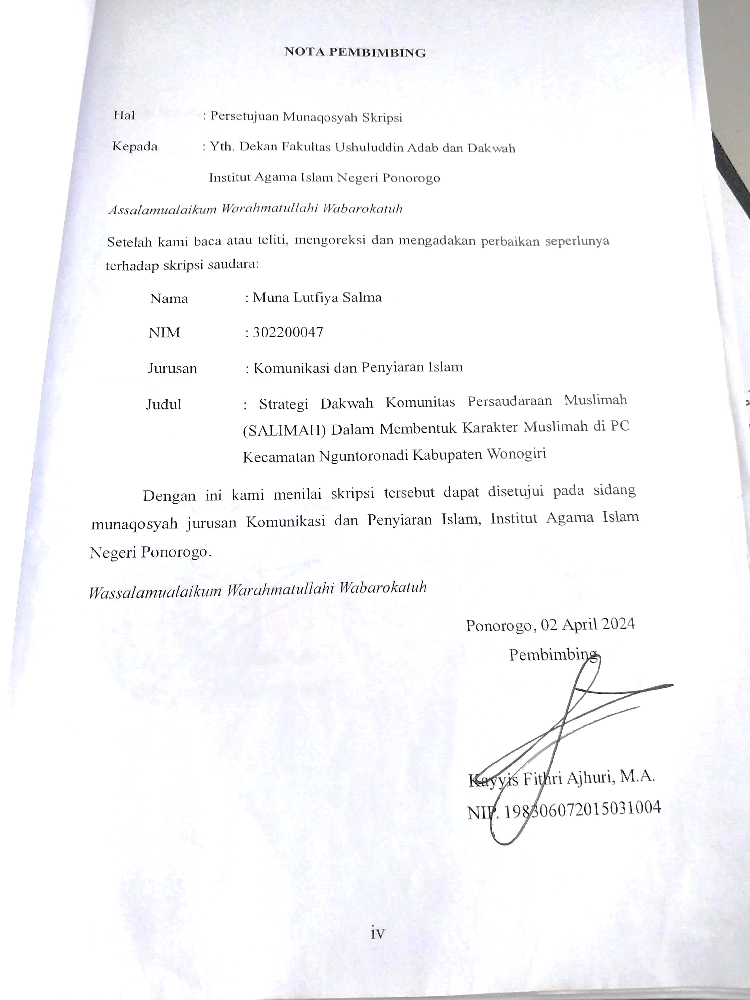 NOTA PEMBIMBING
Hal : Persetujuan Munaqosyah Skripsi
Kepada : Yth. Dekan Fakultas Ushuluddin Adab dan Dakwah
Institut Agama Islam Negeri Ponorogo
Assalamualaikum Warahmatullahi Wabarokatuh
Setelah kami baca atau teliti, mengoreksi dan mengadakan perbaikan seperlunya
terhadap skripsi saudara:
Nama : Muna Lutfiya Salma
NIM : 302200047
Jurusan : Komunikasi dan Penyiaran Islam
Judul : Strategi Dakwah Komunitas Persaudaraan Muslimah
(SALIMAH) Dalam Membentuk Karakter Muslimah di PC
Kecamatan Nguntoronadi Kabupaten Wonogiri
Dengan ini kami menilai skripsi tersebut dapat disetujui pada sidang
munaqosyah jurusan Komunikasi dan Penyiaran Islam, Institut Agama Islam
Negeri Ponorogo.
Wassalamualaikum Warahmatullahi Wabarokatuh
Ponorogo, 02 April 2024
Pembimbing
Kayyis Fithri Ajhuri, M.A.
NIP. 198306072015031004
iv